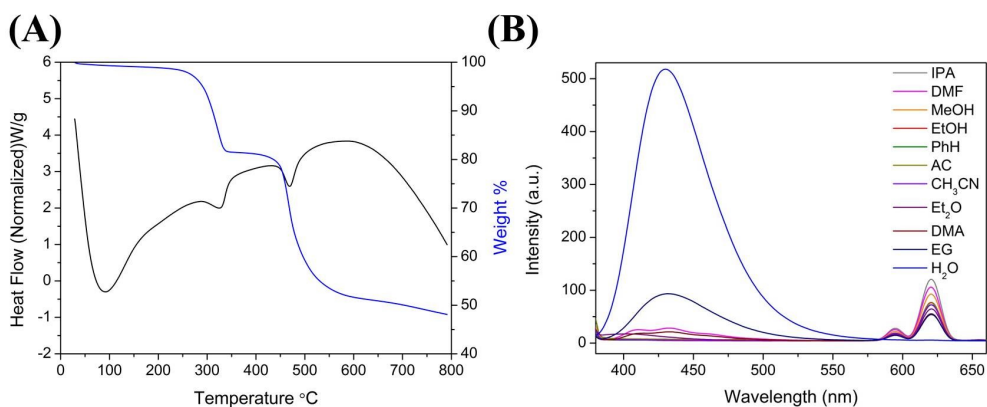 (A)
Heat Flow (Normalized)W/g
6
5
4
3
2
1
0
-1
-2
0 100 200 300 400 500 600 700 800
Temperature °C
100
90
80
70
60
50
40
Weight %
(B)
Intensity (a.u.)
500
400
300
200
100
0
400 450 500 550 600 650
Wavelength (nm)
IPA
DMF
MeOH
EtOH
PhH
AC
CH₃CN
Et₂O
DMA
EG
H₂O